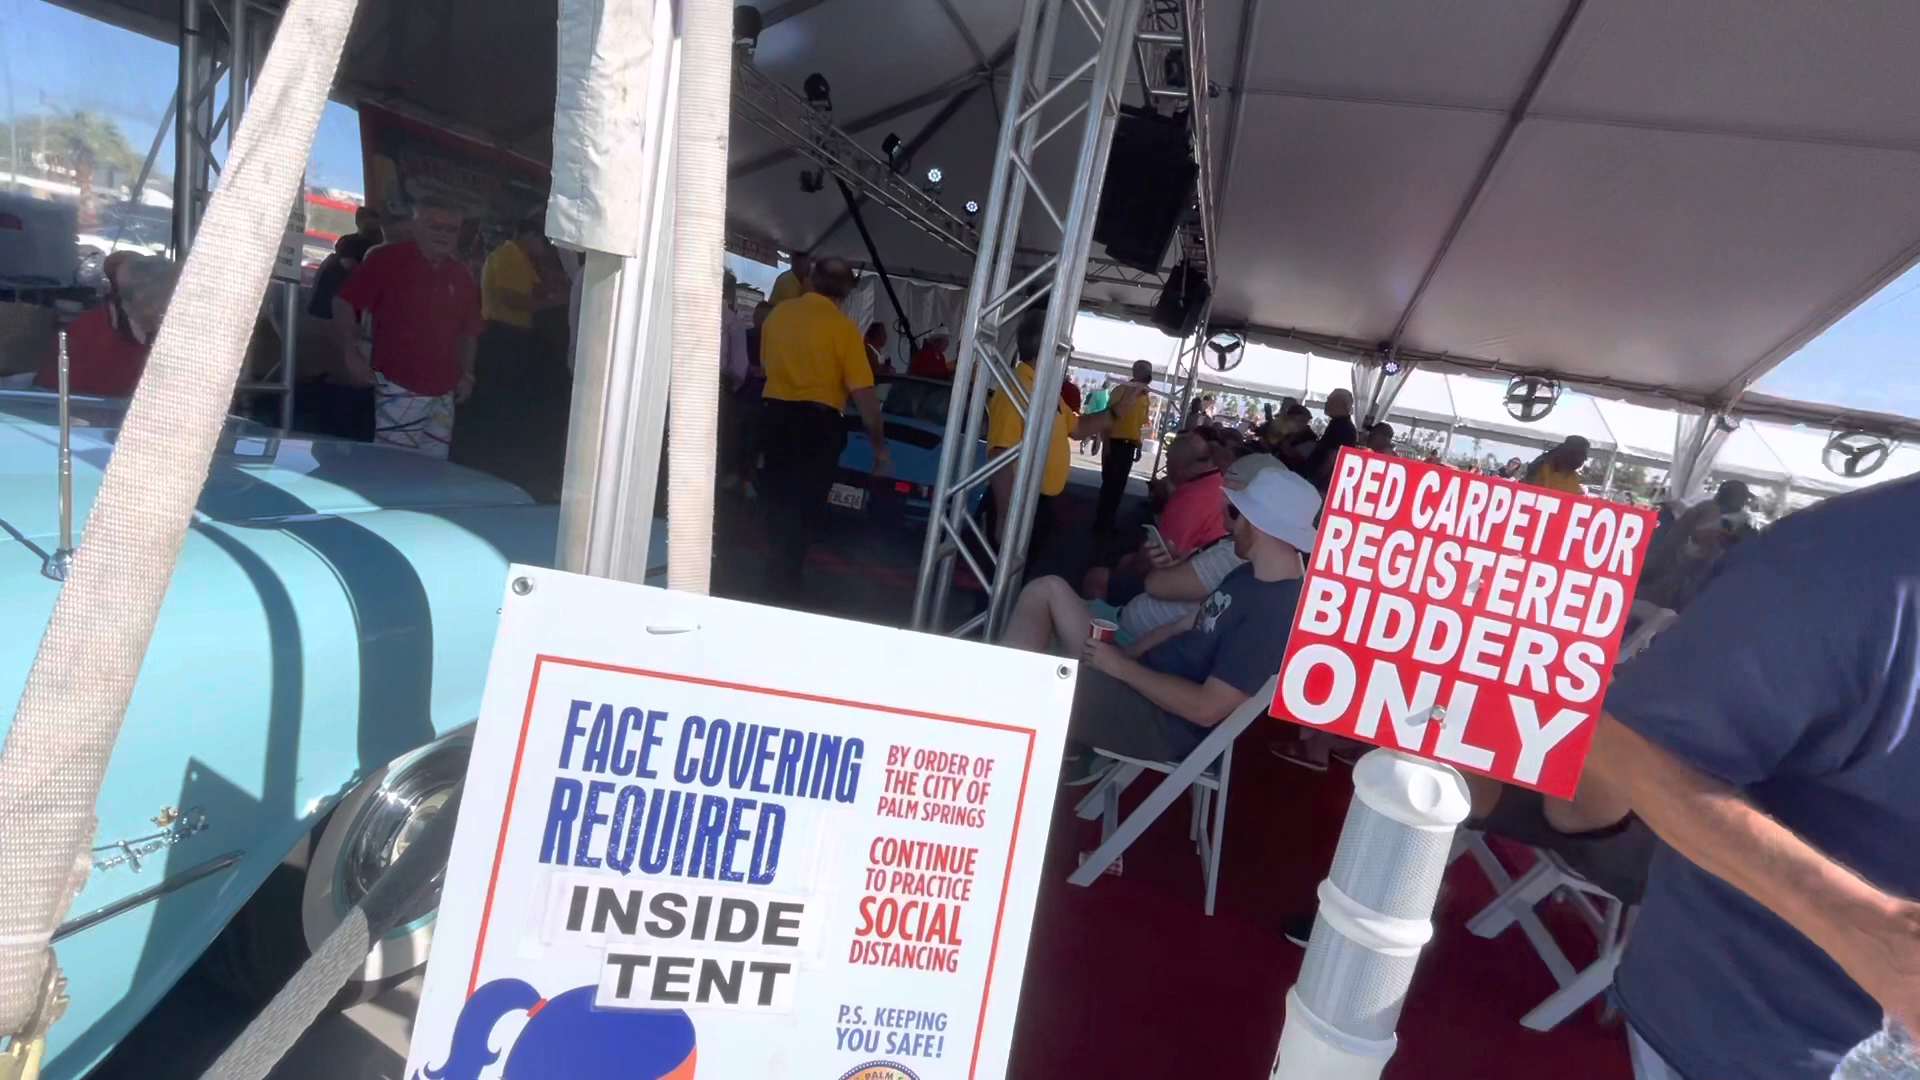 FACE COVERING
REQUIRED
INSIDE
TENT
BY ORDER OF
THE CITY OF
PALM SPRINGS
CONTINUE
TO PRACTICE
SOCIAL
DISTANCING
P.S. KEEPING
YOU SAFE!
PALM
RED CARPET FOR
REGISTERED
BIDDERS
ONLY